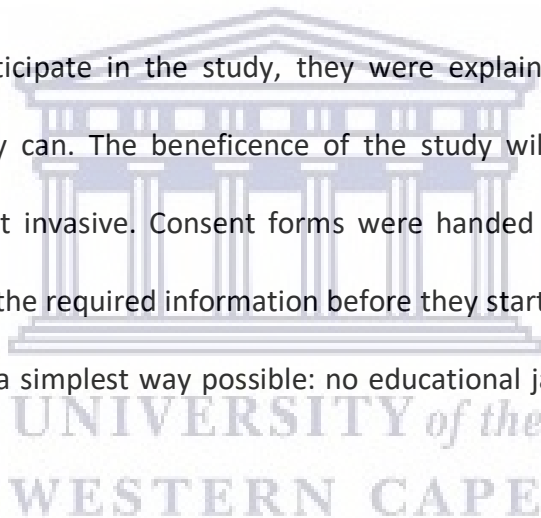 ticipate in the study, they were explain
y can. The beneficence of the study wil
t invasive. Consent forms were handed
the required information before they start
a simplest way possible: no educational ja
UNIVERSITY of the
WESTERN CAPE